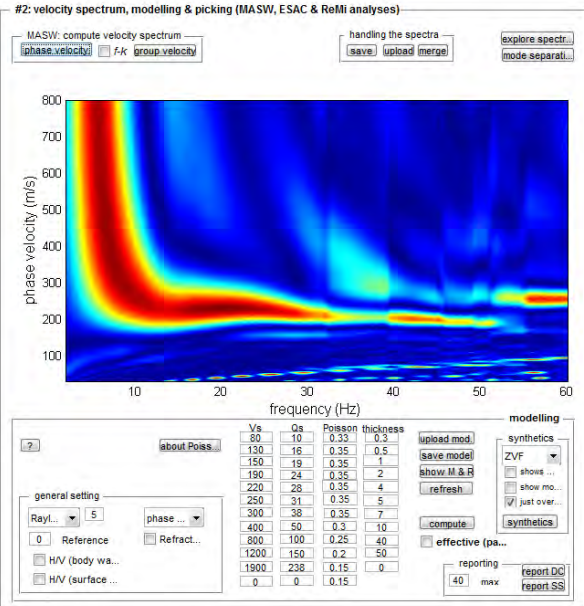 #2: velocity spectrum, modelling & picking (MASW, ESAC & ReMi analyses)
MASW: compute velocity spectrum
phase velocity f-k group velocity
handling the spectra
save upload merge
explore spectr...
mode separati...
800
700
600
500
400
300
200
100
phase velocity (m/s)
10 20 30 40 50 60
frequency (Hz)
modelling
? about Poiss...
Vs Qs Poisson thickness
80 10 0.33 0.3
130 16 0.35 0.5
150 19 0.35 1
190 24 0.35 2
220 28 0.35 4
250 31 0.35 5
300 38 0.35 7
400 50 0.3 10
800 100 0.25 40
1200 150 0.2 50
1900 238 0.15 0
0 0 0.15
upload mod.
save model
show M & R
refresh
compute
effective (pa...
synthetics
ZVF
shows ...
show mo...
just over...
synthetics
general setting
Rayl... 5 phase ...
0 Reference Refract...
H/V (body wa...
H/V (surface ...
reporting
40 max
report DC
report SS